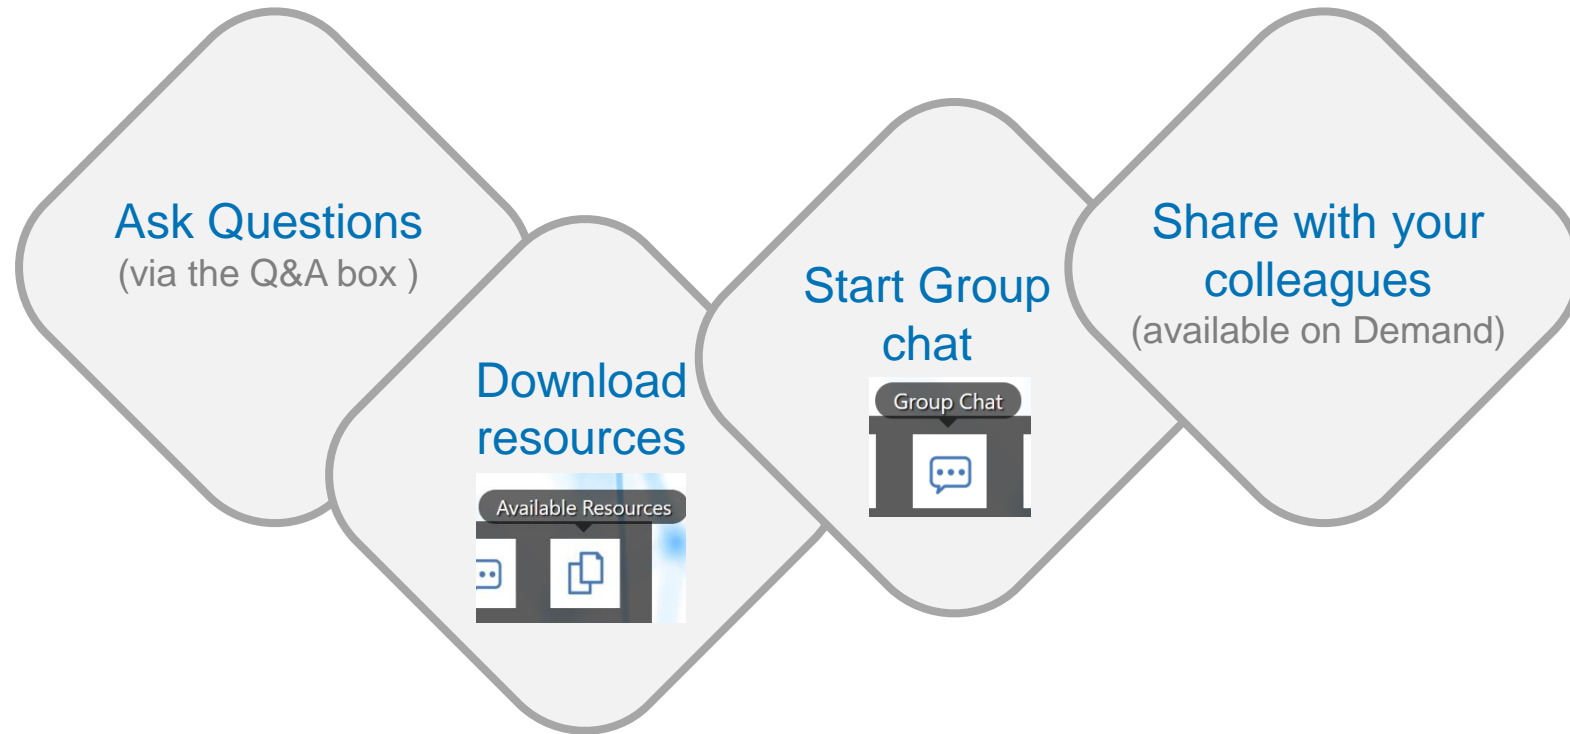 Ask Questions
(via the Q&A box )
Download
resources
Available Resources
Start Group
chat
Group Chat
Share with your
colleagues
(available on Demand)